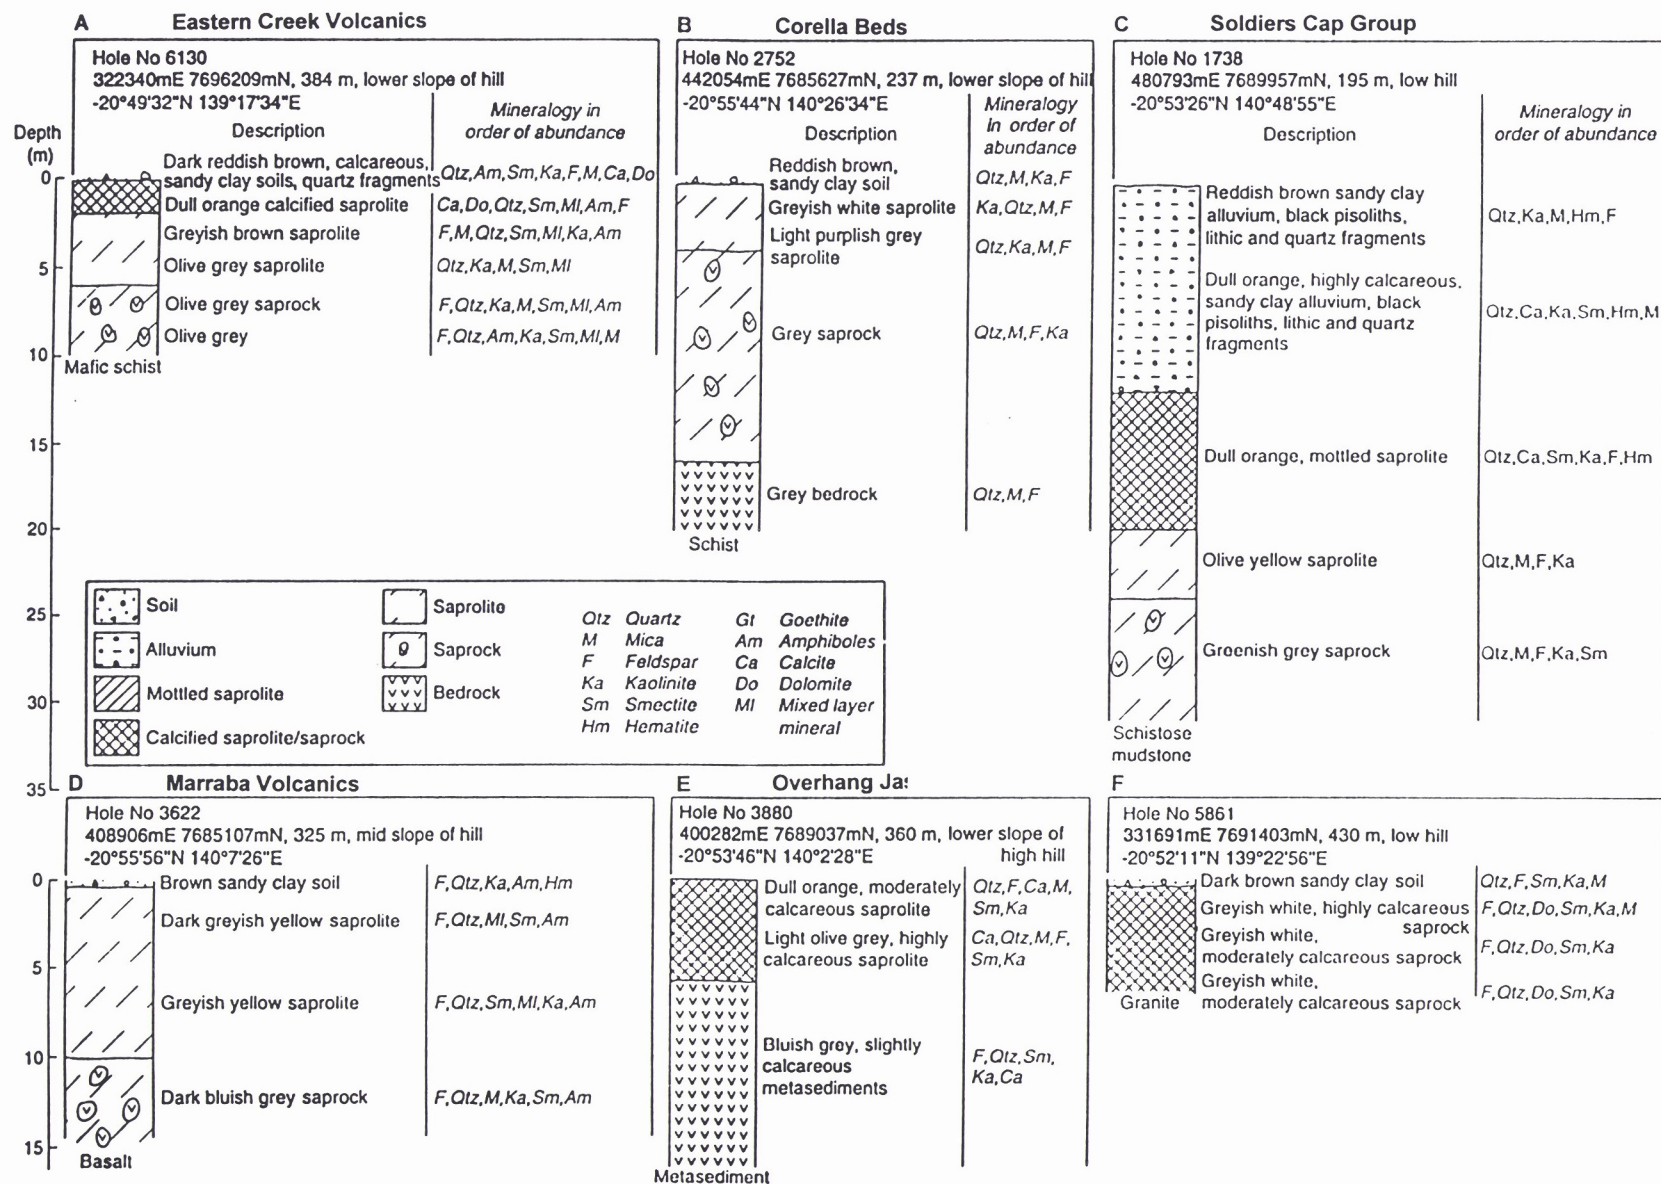 A Eastern Creek Volcanics
Hole No 6130
322340mE 7696209mN, 384 m, lower slope of hill
-20°49'32"N 139°17'34"E
Mineralogy in
order of abundance
Description
Depth
(m)
0
5
10
15
20
25
30
35
Dark reddish brown, calcareous,
sandy clay soils, quartz fragments
Qtz,Am,Sm,Ka,F,M,Ca,Do
Dull orange calcified saprolite
Ca,Do,Qtz,Sm,Ml,Am,F
Greyish brown saprolite
F,M,Qtz,Sm,Ml,Ka,Am
Olive grey saprolite
Qtz,Ka,M,Sm,Ml
Olive grey saprock
F,Qtz,Ka,M,Sm,Ml,Am
Olive grey
F,Qtz,Am,Ka,Sm,Ml,M
Mafic schist
B Corella Beds
Hole No 2752
442054mE 7685627mN, 237 m, lower slope of hill
-20°55'44"N 140°26'34"E
Mineralogy
In order of
abundance
Description
Reddish brown,
sandy clay soil
Qtz,M,Ka,F
Greyish white saprolite
Ka,Qtz,M,F
Light purplish grey
saprolite
Qtz,Ka,M,F
Grey saprock
Qtz,M,F,Ka
Grey bedrock
Qtz,M,F
Schist
C Soldiers Cap Group
Hole No 1738
480793mE 7689957mN, 195 m, low hill
-20°53'26"N 140°48'55"E
Mineralogy in
order of abundance
Description
Reddish brown sandy clay
alluvium, black pisoliths,
lithic and quartz fragments
Qtz,Ka,M,Hm,F
Dull orange, highly calcareous,
sandy clay alluvium, black
pisoliths, lithic and quartz
fragments
Qtz,Ca,Ka,Sm,Hm,M
Dull orange, mottled saprolite
Qtz,Ca,Sm,Ka,F,Hm
Olive yellow saprolite
Qtz,M,F,Ka
Greenish grey saprock
Qtz,M,F,Ka,Sm
Schistose
mudstone
Soil
Alluvium
Mottled saprolite
Calcified saprolite/saprock
Saprolite
Saprock
Bedrock
Qtz Quartz
M Mica
F Feldspar
Ka Kaolinite
Sm Smectite
Hm Hematite
Gt Goethite
Am Amphiboles
Ca Calcite
Do Dolomite
Ml Mixed layer
mineral
D Marraba Volcanics
Hole No 3622
408906mE 7685107mN, 325 m, mid slope of hill
-20°55'56"N 140°7'26"E
0
5
10
15
Brown sandy clay soil
F,Qtz,Ka,Am,Hm
Dark greyish yellow saprolite
F,Qtz,Ml,Sm,Am
Greyish yellow saprolite
F,Qtz,Sm,Ml,Ka,Am
Dark bluish grey saprock
F,Qtz,M,Ka,Sm,Am
Basalt
E Overhang Jas
Hole No 3880
400282mE 7689037mN, 360 m, lower slope of
high hill
-20°53'46"N 140°2'28"E
Dull orange, moderately
calcareous saprolite
Qtz,F,Ca,M,
Sm,Ka
Light olive grey, highly
calcareous saprolite
Ca,Qtz,M,F,
Sm,Ka
Bluish grey, slightly
calcareous
metasediments
F,Qtz,Sm,
Ka,Ca
Metasediment
F
Hole No 5861
331691mE 7691403mN, 430 m, low hill
-20°52'11"N 139°22'56"E
Dark brown sandy clay soil
Qtz,F,Sm,Ka,M
Greyish white, highly calcareous
saprock
F,Qtz,Do,Sm,Ka,M
Greyish white,
moderately calcareous saprock
F,Qtz,Do,Sm,Ka
Greyish white,
moderately calcareous saprock
F,Qtz,Do,Sm,Ka
Granite